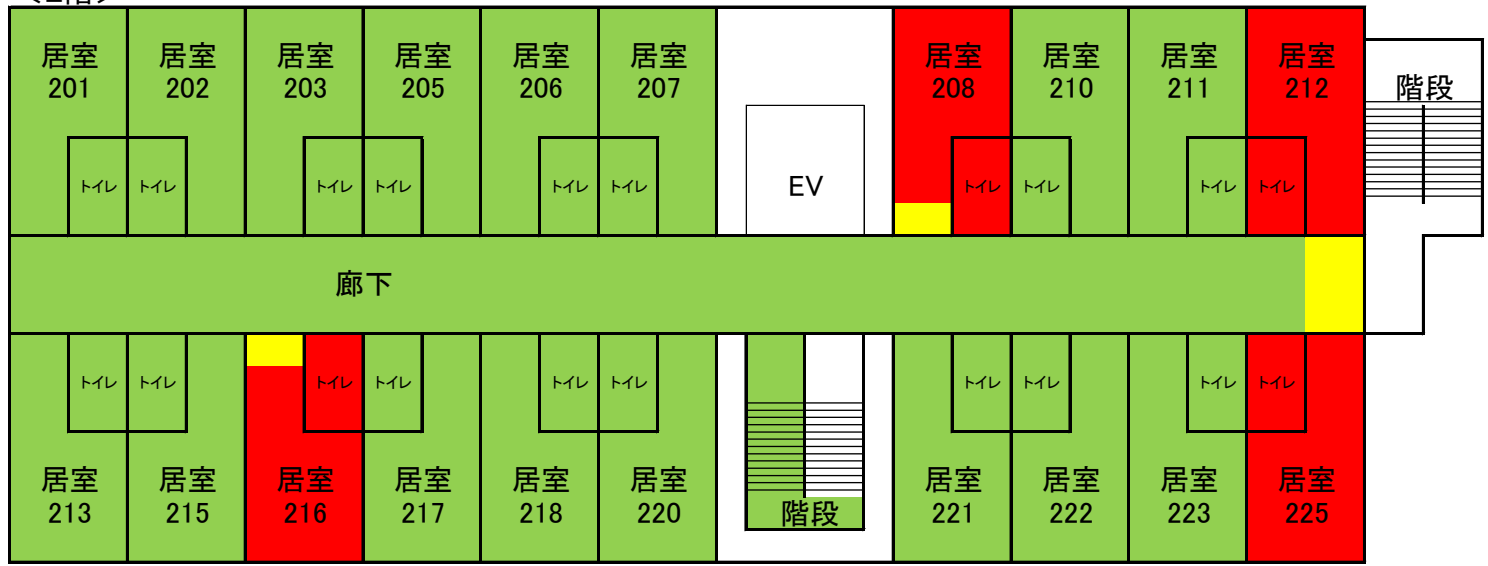 居室 居室 居室 居室 居室 居室 居室 居室 居室 居室
201 202 203 205 206 207 208 210 211 212
階段
トイレ トイレ トイレ トイレ トイレ トイレ EV トイレ トイレ トイレ トイレ
廊下
トイレ トイレ トイレ トイレ トイレ トイレ トイレ トイレ トイレ トイレ
居室 居室 居室 居室 居室 居室 居室 居室 居室 居室
213 215 216 217 218 220 階段 221 222 223 225